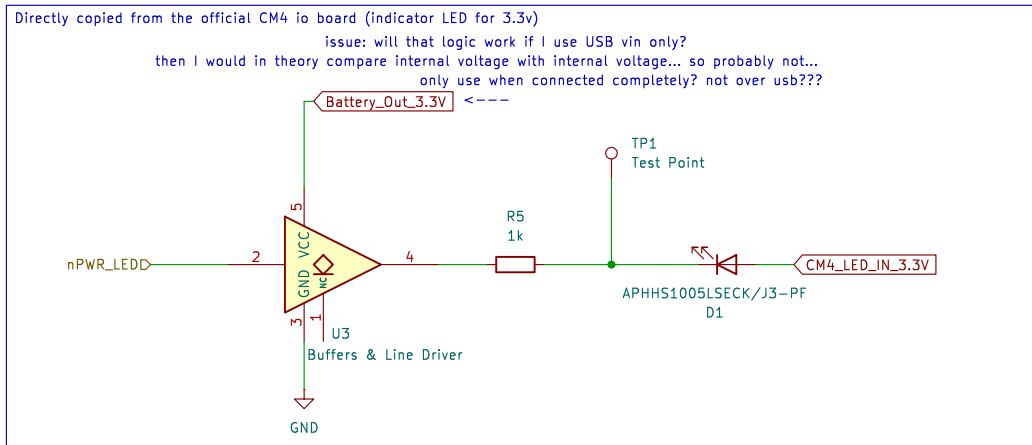 Directly copied from the official CM4 io board (indicator LED for 3.3v)
issue: will that logic work if I use USB vin only?
then I would in theory compare internal voltage with internal voltage... so probably not...
only use when connected completely? not over usb???
Battery_Out_3.3V <---
TP1
Test Point
5
R5
1k
VCC
nPWR_LED
2
4
CM4_LED_IN_3.3V
GND
NC
APHHS1005LSECK/J3-PF
D1
3
1
U3
Buffers & Line Driver
GND